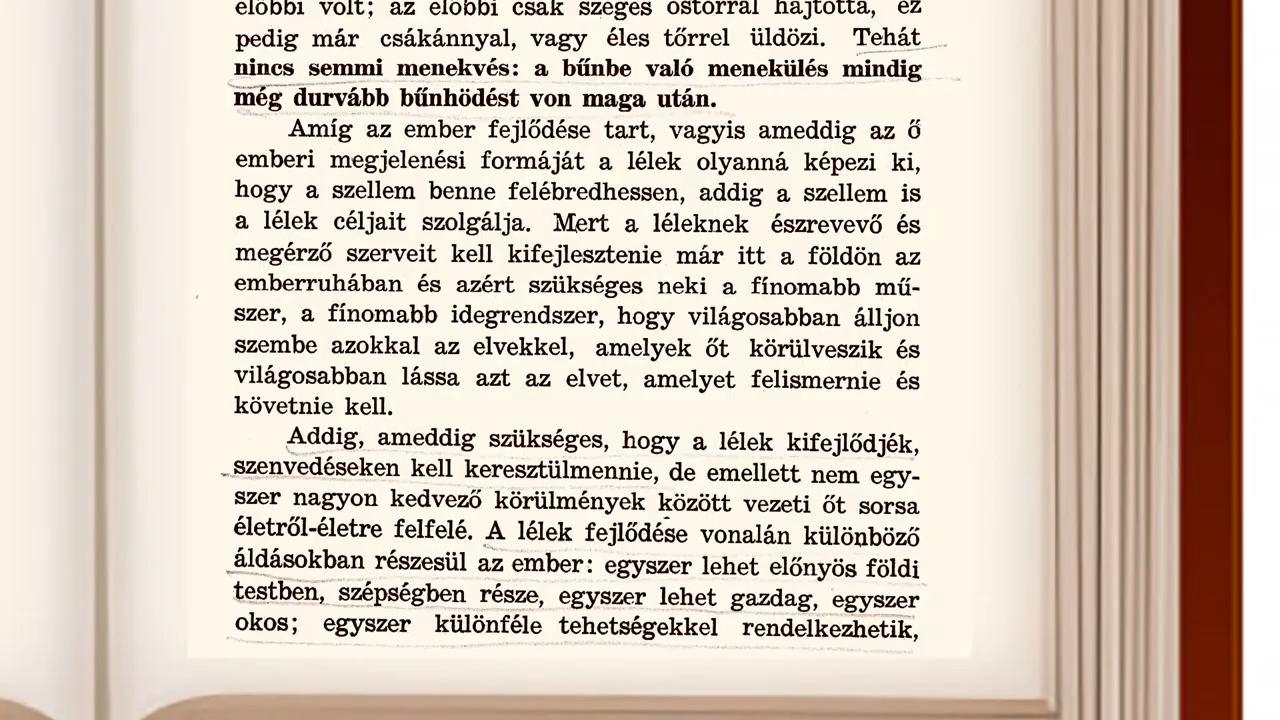 előbbi volt; az előbbi csak szeges ostorral hajtotta, ez
pedig már csákánnyal, vagy éles tőrrel üldözi. Tehát
nincs semmi menekvés: a bűnbe való menekülés mindig
még durvább bűnhödést von maga után.
Amíg az ember fejlődése tart, vagyis ameddig az ő
emberi megjelenési formáját a lélek olyanná képezi ki,
hogy a szellem benne felébredhessen, addig a szellem is
a lélek céljait szolgálja. Mert a léleknek észrevevő és
megérző szerveit kell kifejlesztenie már itt a földön az
emberruhában és azért szükséges neki a fínomabb mű-
szer, a fínomabb idegrendszer, hogy világosabban álljon
szembe azokkal az elvekkel, amelyek őt körülveszik és
világosabban lássa azt az elvet, amelyet felismernie és
követnie kell.
Addig, ameddig szükséges, hogy a lélek kifejlődjék,
szenvedéseken kell keresztülmennie, de emellett nem egy-
szer nagyon kedvező körülmények között vezeti őt sorsa
életről-életre felfelé. A lélek fejlődése vonalán különböző
áldásokban részesül az ember: egyszer lehet előnyös földi
testben, szépségben része, egyszer lehet gazdag, egyszer
okos; egyszer különféle tehetségekkel rendelkezhetik,